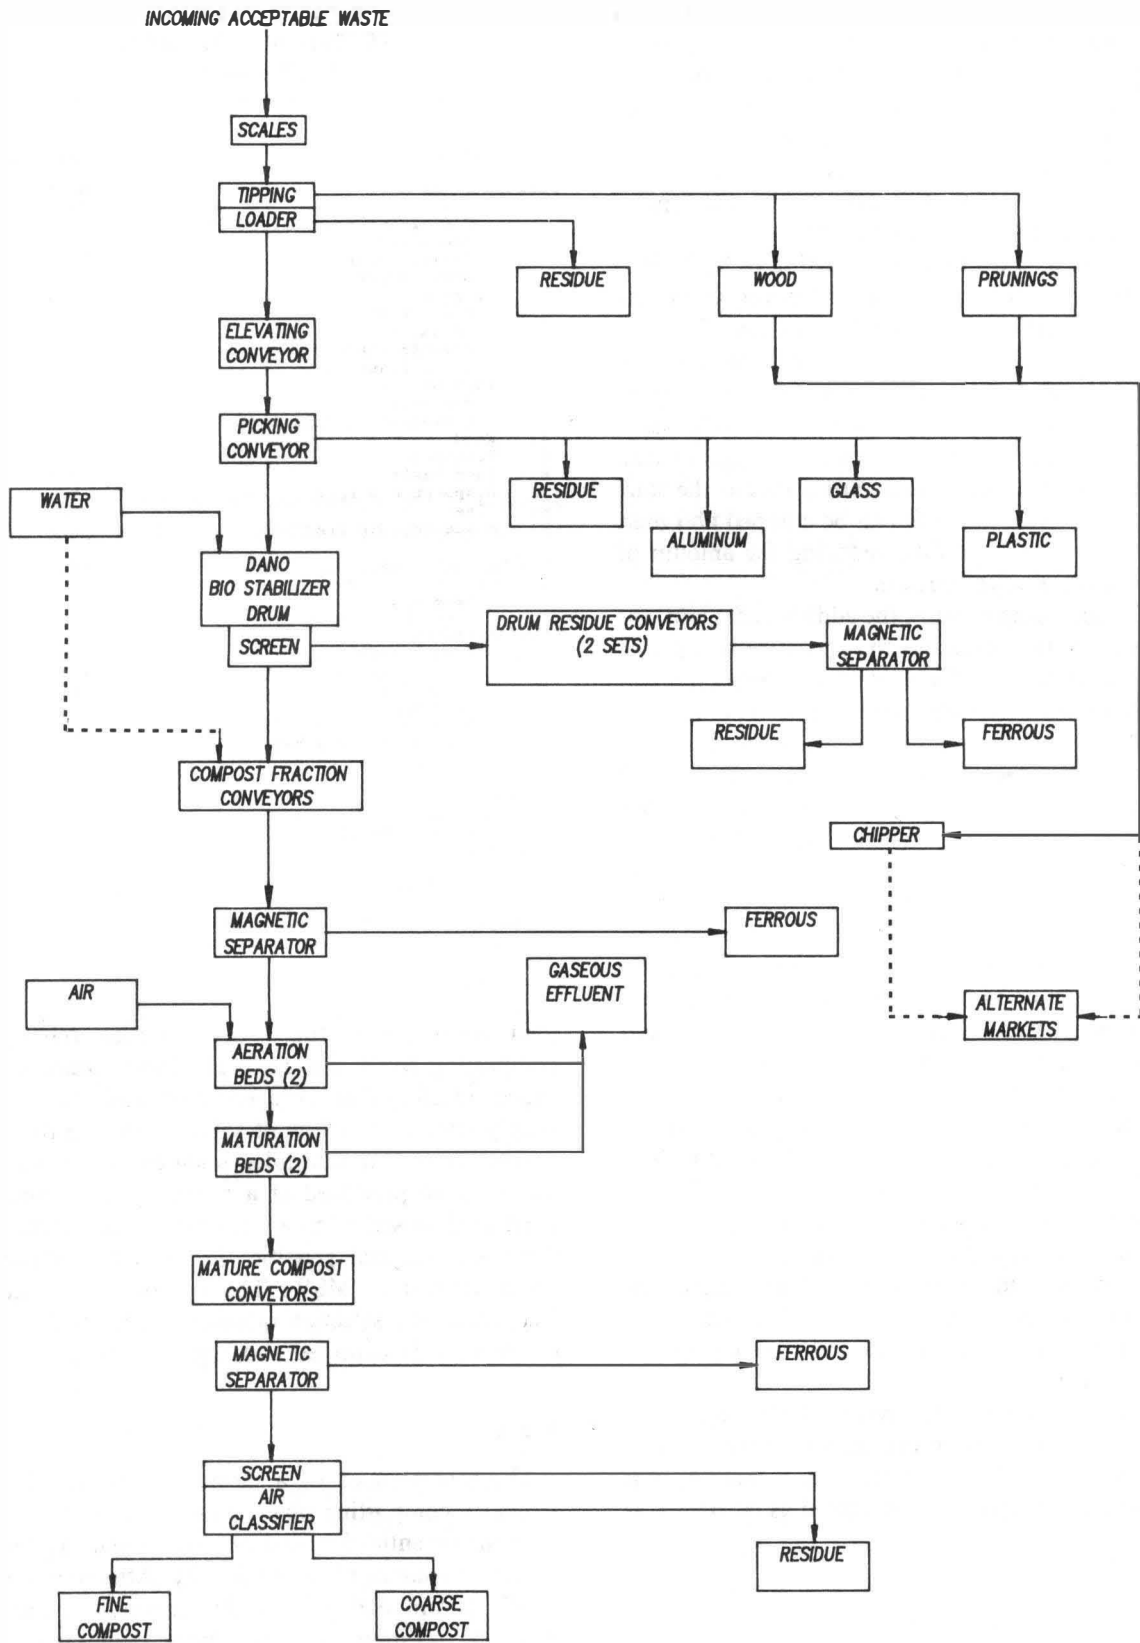 INCOMING ACCEPTABLE WASTE
SCALES
TIPPING
LOADER
RESIDUE
WOOD
PRUNINGS
ELEVATING
CONVEYOR
PICKING
CONVEYOR
RESIDUE
ALUMINUM
GLASS
PLASTIC
WATER
DANO
BIO STABILIZER
DRUM
SCREEN
DRUM RESIDUE CONVEYORS
(2 SETS)
MAGNETIC
SEPARATOR
RESIDUE
FERROUS
COMPOST FRACTION
CONVEYORS
CHIPPER
MAGNETIC
SEPARATOR
FERROUS
GASEOUS
EFFLUENT
AIR
ALTERNATE
MARKETS
AERATION
BEDS (2)
MATURATION
BEDS (2)
MATURE COMPOST
CONVEYORS
MAGNETIC
SEPARATOR
FERROUS
SCREEN
AIR
CLASSIFIER
RESIDUE
FINE
COMPOST
COARSE
COMPOST